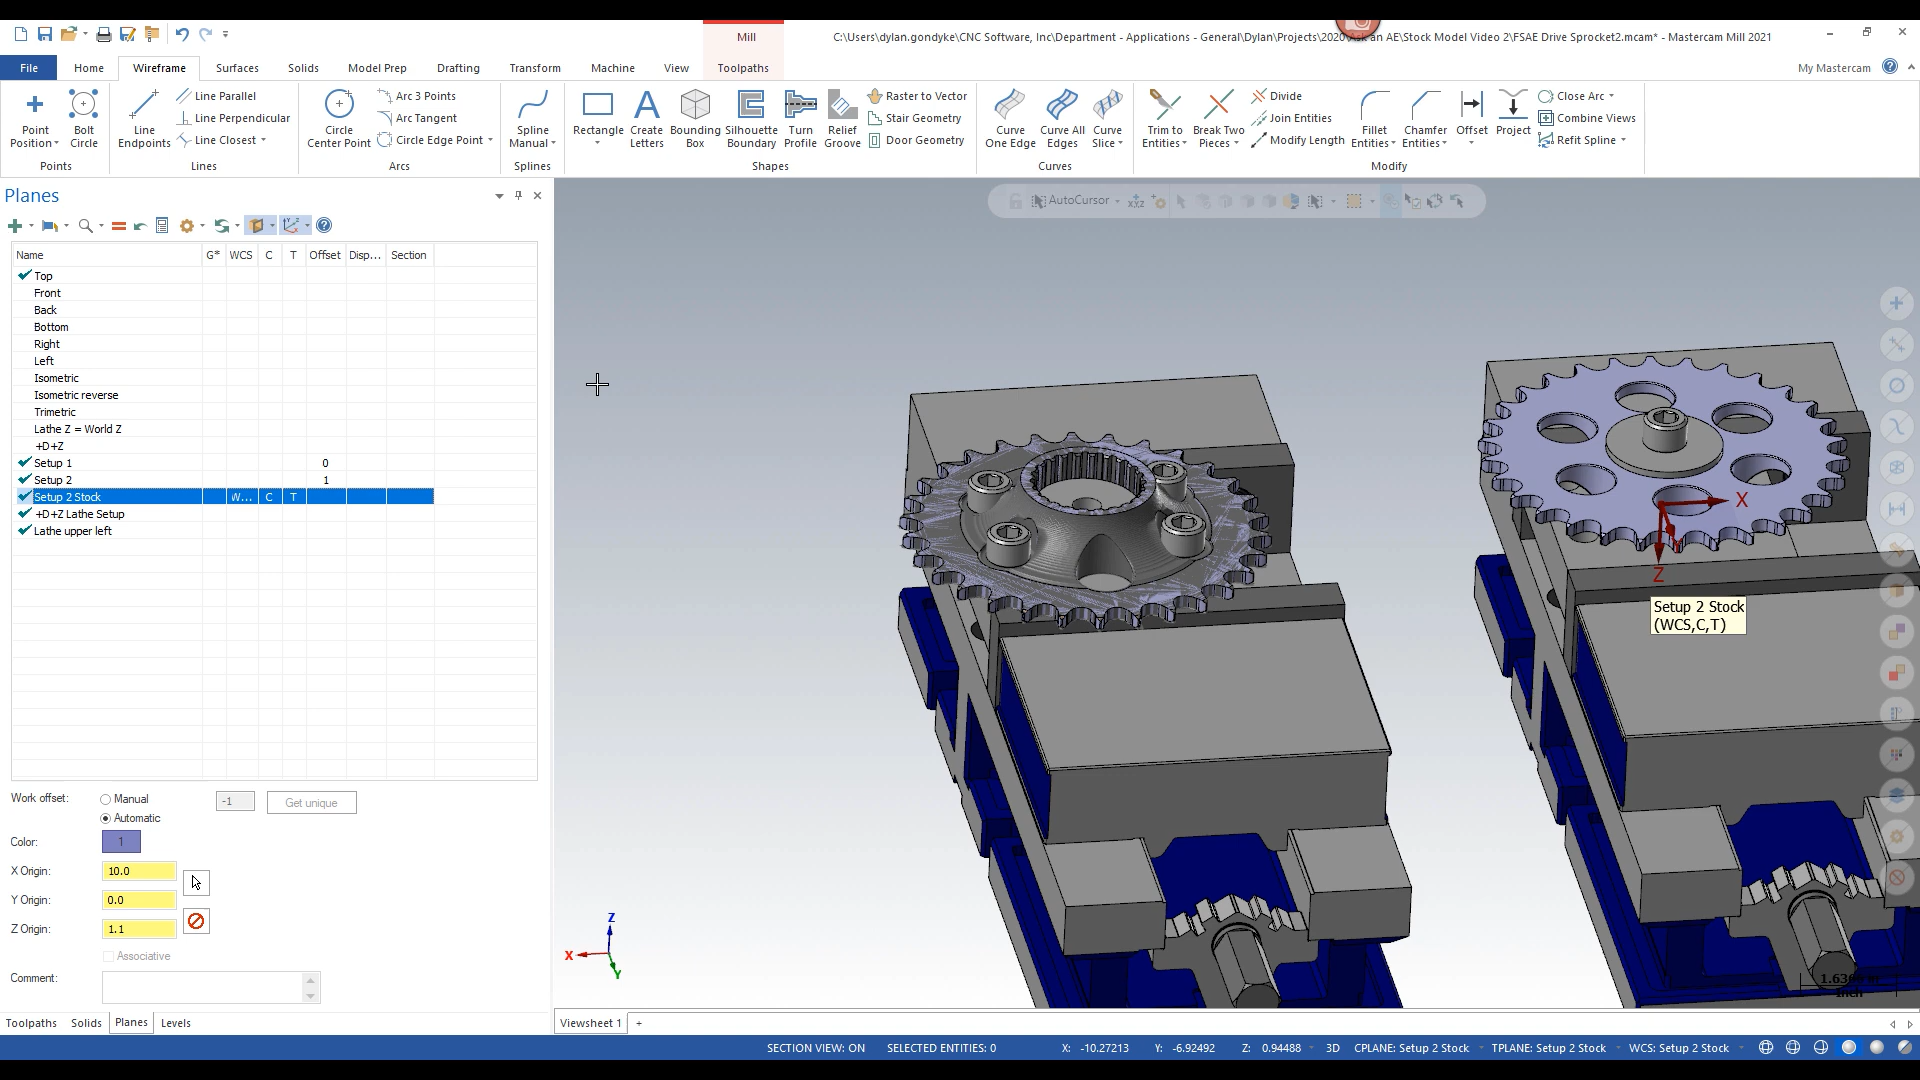 Mill
C:\Users\dylan.gondyke\CNC Software, Inc\Department - Applications - General\Dylan\Projects\2020\ an AE\Stock Model Video 2\FSAE Drive Sprocket2.mcam* - Mastercam Mill 2021
File Home Wireframe Surfaces Solids Model Prep Drafting Transform Machine View Toolpaths My Mastercam
Point Position
Bolt Circle
Points
Line Endpoints
Line Parallel
Line Perpendicular
Line Closest
Lines
Circle Center Point
Arc 3 Points
Arc Tangent
Circle Edge Point
Arcs
Spline Manual
Splines
Rectangle
Create Letters
Bounding Box
Silhouette Boundary
Turn Profile
Relief Groove
Raster to Vector
Stair Geometry
Door Geometry
Shapes
Curve One Edge
Curve All Edges
Curve Slice
Curves
Trim to Entities
Break Two Pieces
Divide
Join Entities
Modify Length
Fillet Entities
Chamfer Entities
Offset
Project
Close Arc
Combine Views
Refit Spline
Modify
Planes
AutoCursor
Name G* WCS C T Offset Disp... Section
Top
Front
Back
Bottom
Right
Left
Isometric
Isometric reverse
Trimetric
Lathe Z = World Z
+D+Z
Setup 1 0
Setup 2 1
Setup 2 Stock W... C T
+D+Z Lathe Setup
Lathe upper left
X
Z
Setup 2 Stock
(WCS,C,T)
Work offset: Manual -1 Get unique
Automatic
Color: 1
X Origin: 10.0
Y Origin: 0.0
Z Origin: 1.1
Associative
Comment:
Z
X
Y
Inch
Toolpaths Solids Planes Levels
Viewsheet 1 +
SECTION VIEW: ON SELECTED ENTITIES: 0 X: -10.27213 Y: -6.92492 Z: 0.94488 3D CPLANE: Setup 2 Stock TPLANE: Setup 2 Stock WCS: Setup 2 Stock